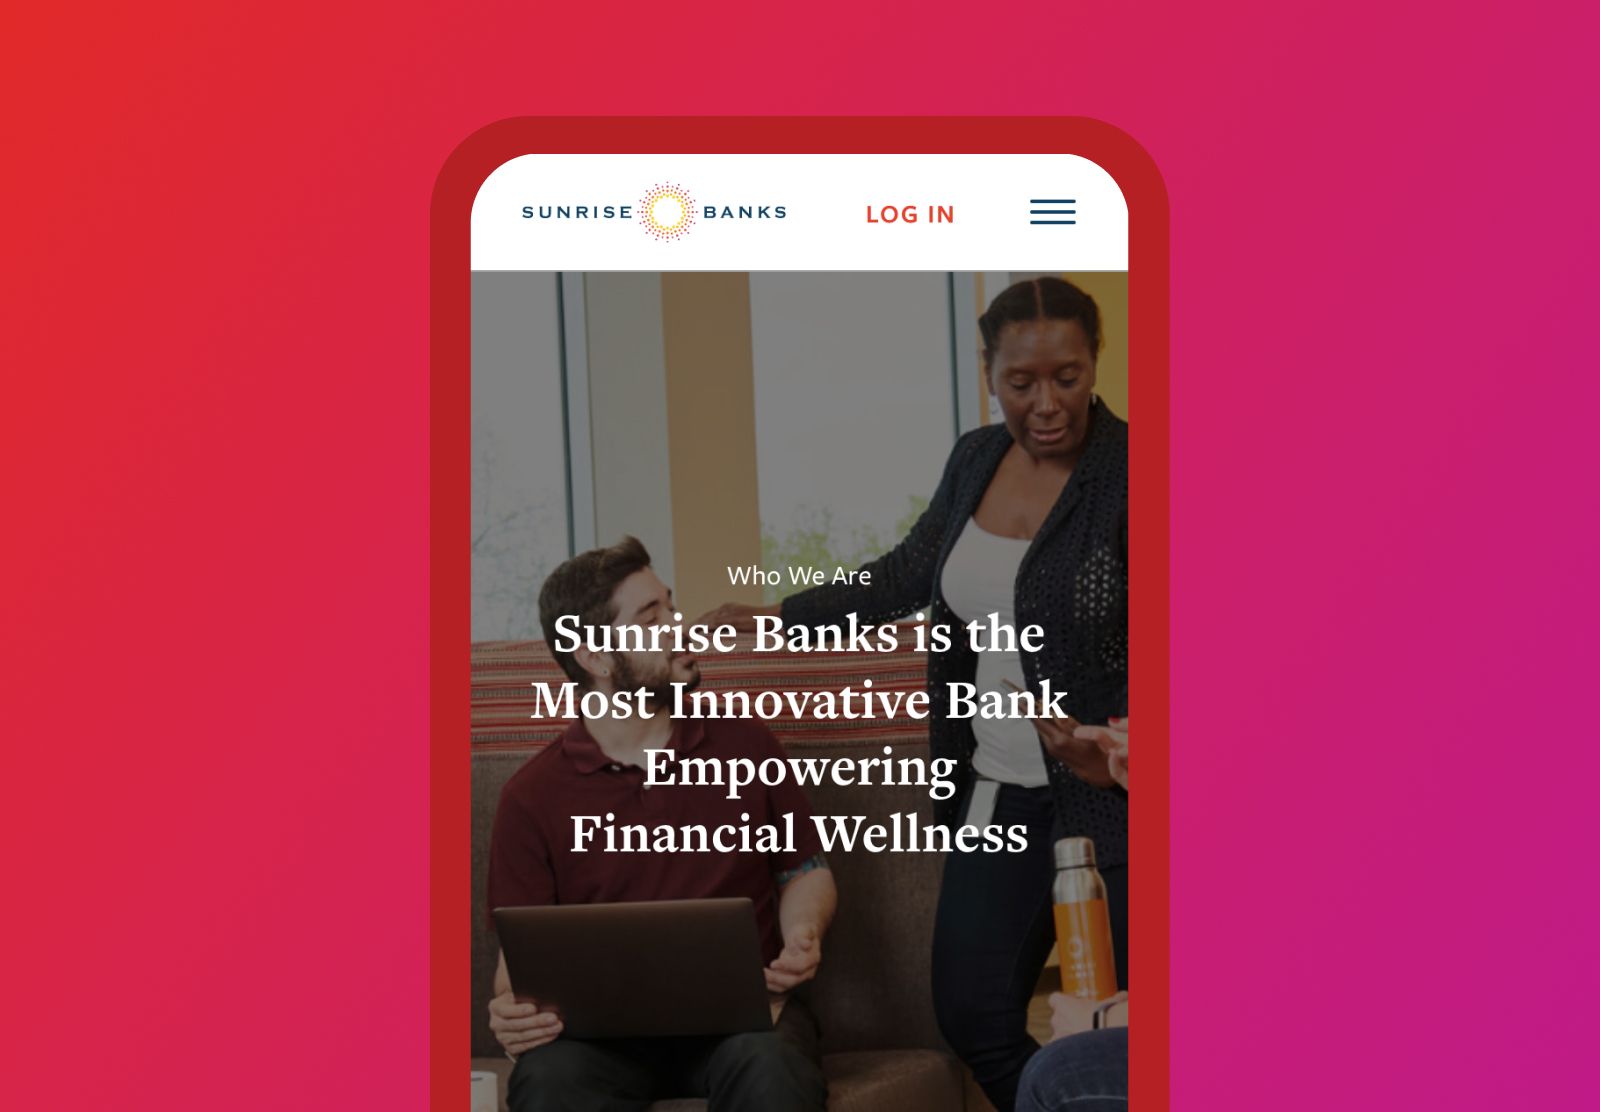 SUNRISE BANKS
LOG IN
Who We Are
Sunrise Banks is the
Most Innovative Bank
Empowering
Financial Wellness